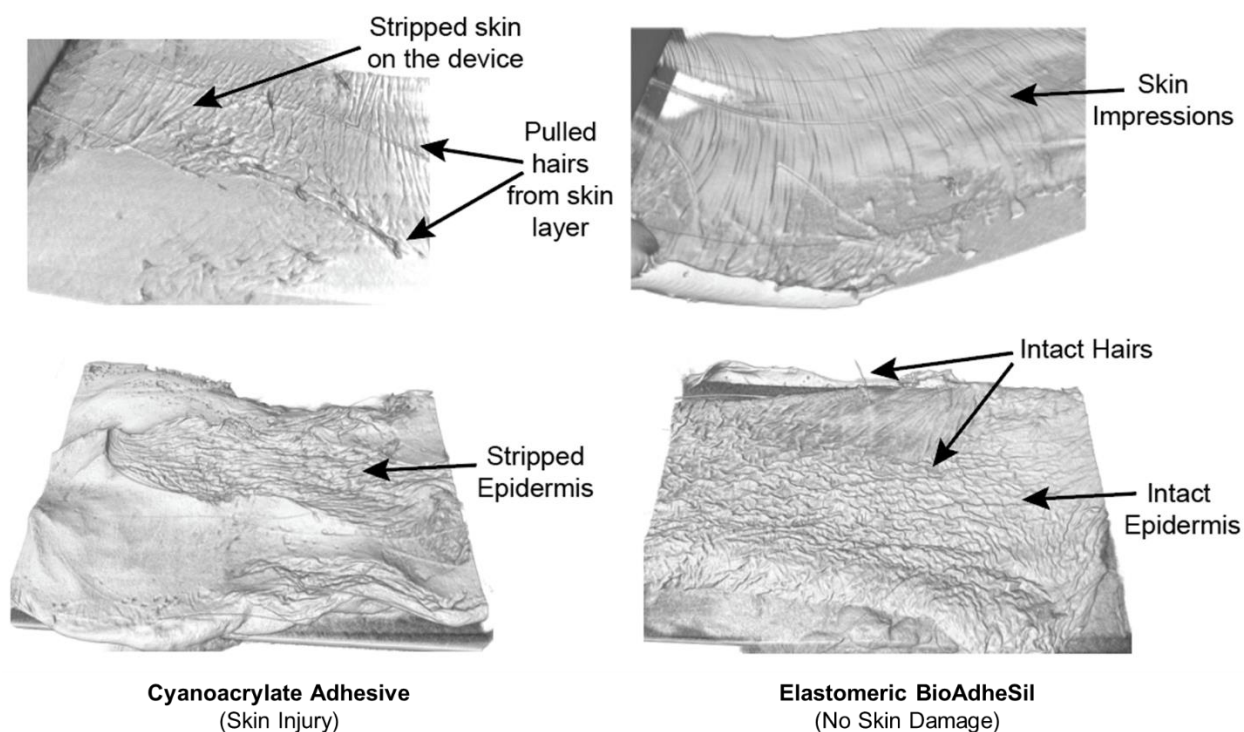 Stripped skin
on the device
Pulled
hairs
from skin
layer
Skin
Impressions
Stripped
Epidermis
Intact Hairs
Intact
Epidermis
Cyanoacrylate Adhesive
(Skin Injury)
Elastomeric BioAdheSil
(No Skin Damage)